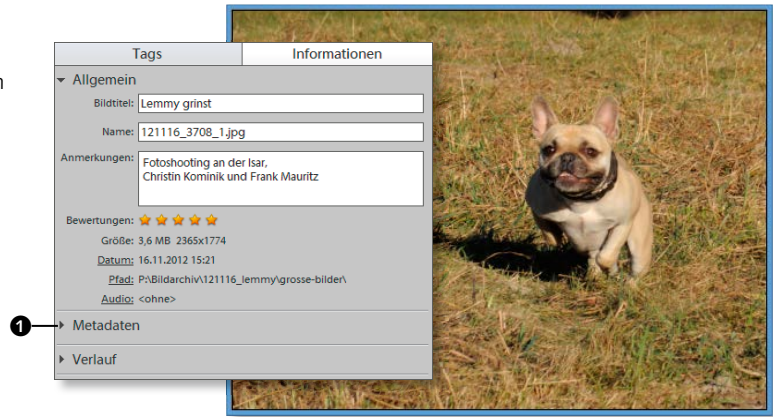 Tags
Informationen
Allgemein
Bildtitel: Lemmy grinst
Name: 121116_3708_1.jpg
Anmerkungen: Fotoshooting an der Isar,
Christin Kominik und Frank Mauritz
Bewertungen:
Größe: 3,6 MB 2365x1774
Datum: 16.11.2012 15:21
Pfad: P:\Bildarchiv\121116_lemmy\grosse-bilder\
Audio: <ohne>
1 Metadaten
Verlauf